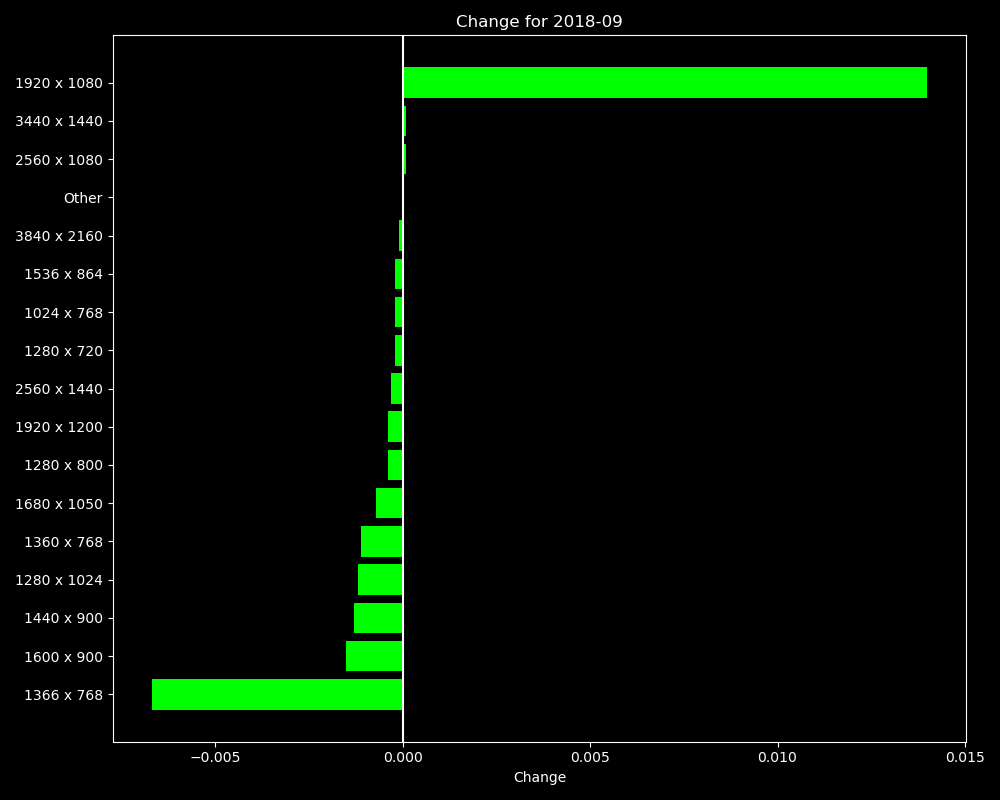 Change for 2018-09
1920 x 1080
3440 x 1440
2560 x 1080
Other
3840 x 2160
1536 x 864
1024 x 768
1280 x 720
2560 x 1440
1920 x 1200
1280 x 800
1680 x 1050
1360 x 768
1280 x 1024
1440 x 900
1600 x 900
1366 x 768
−0.005 0.000 0.005 0.010 0.015
Change